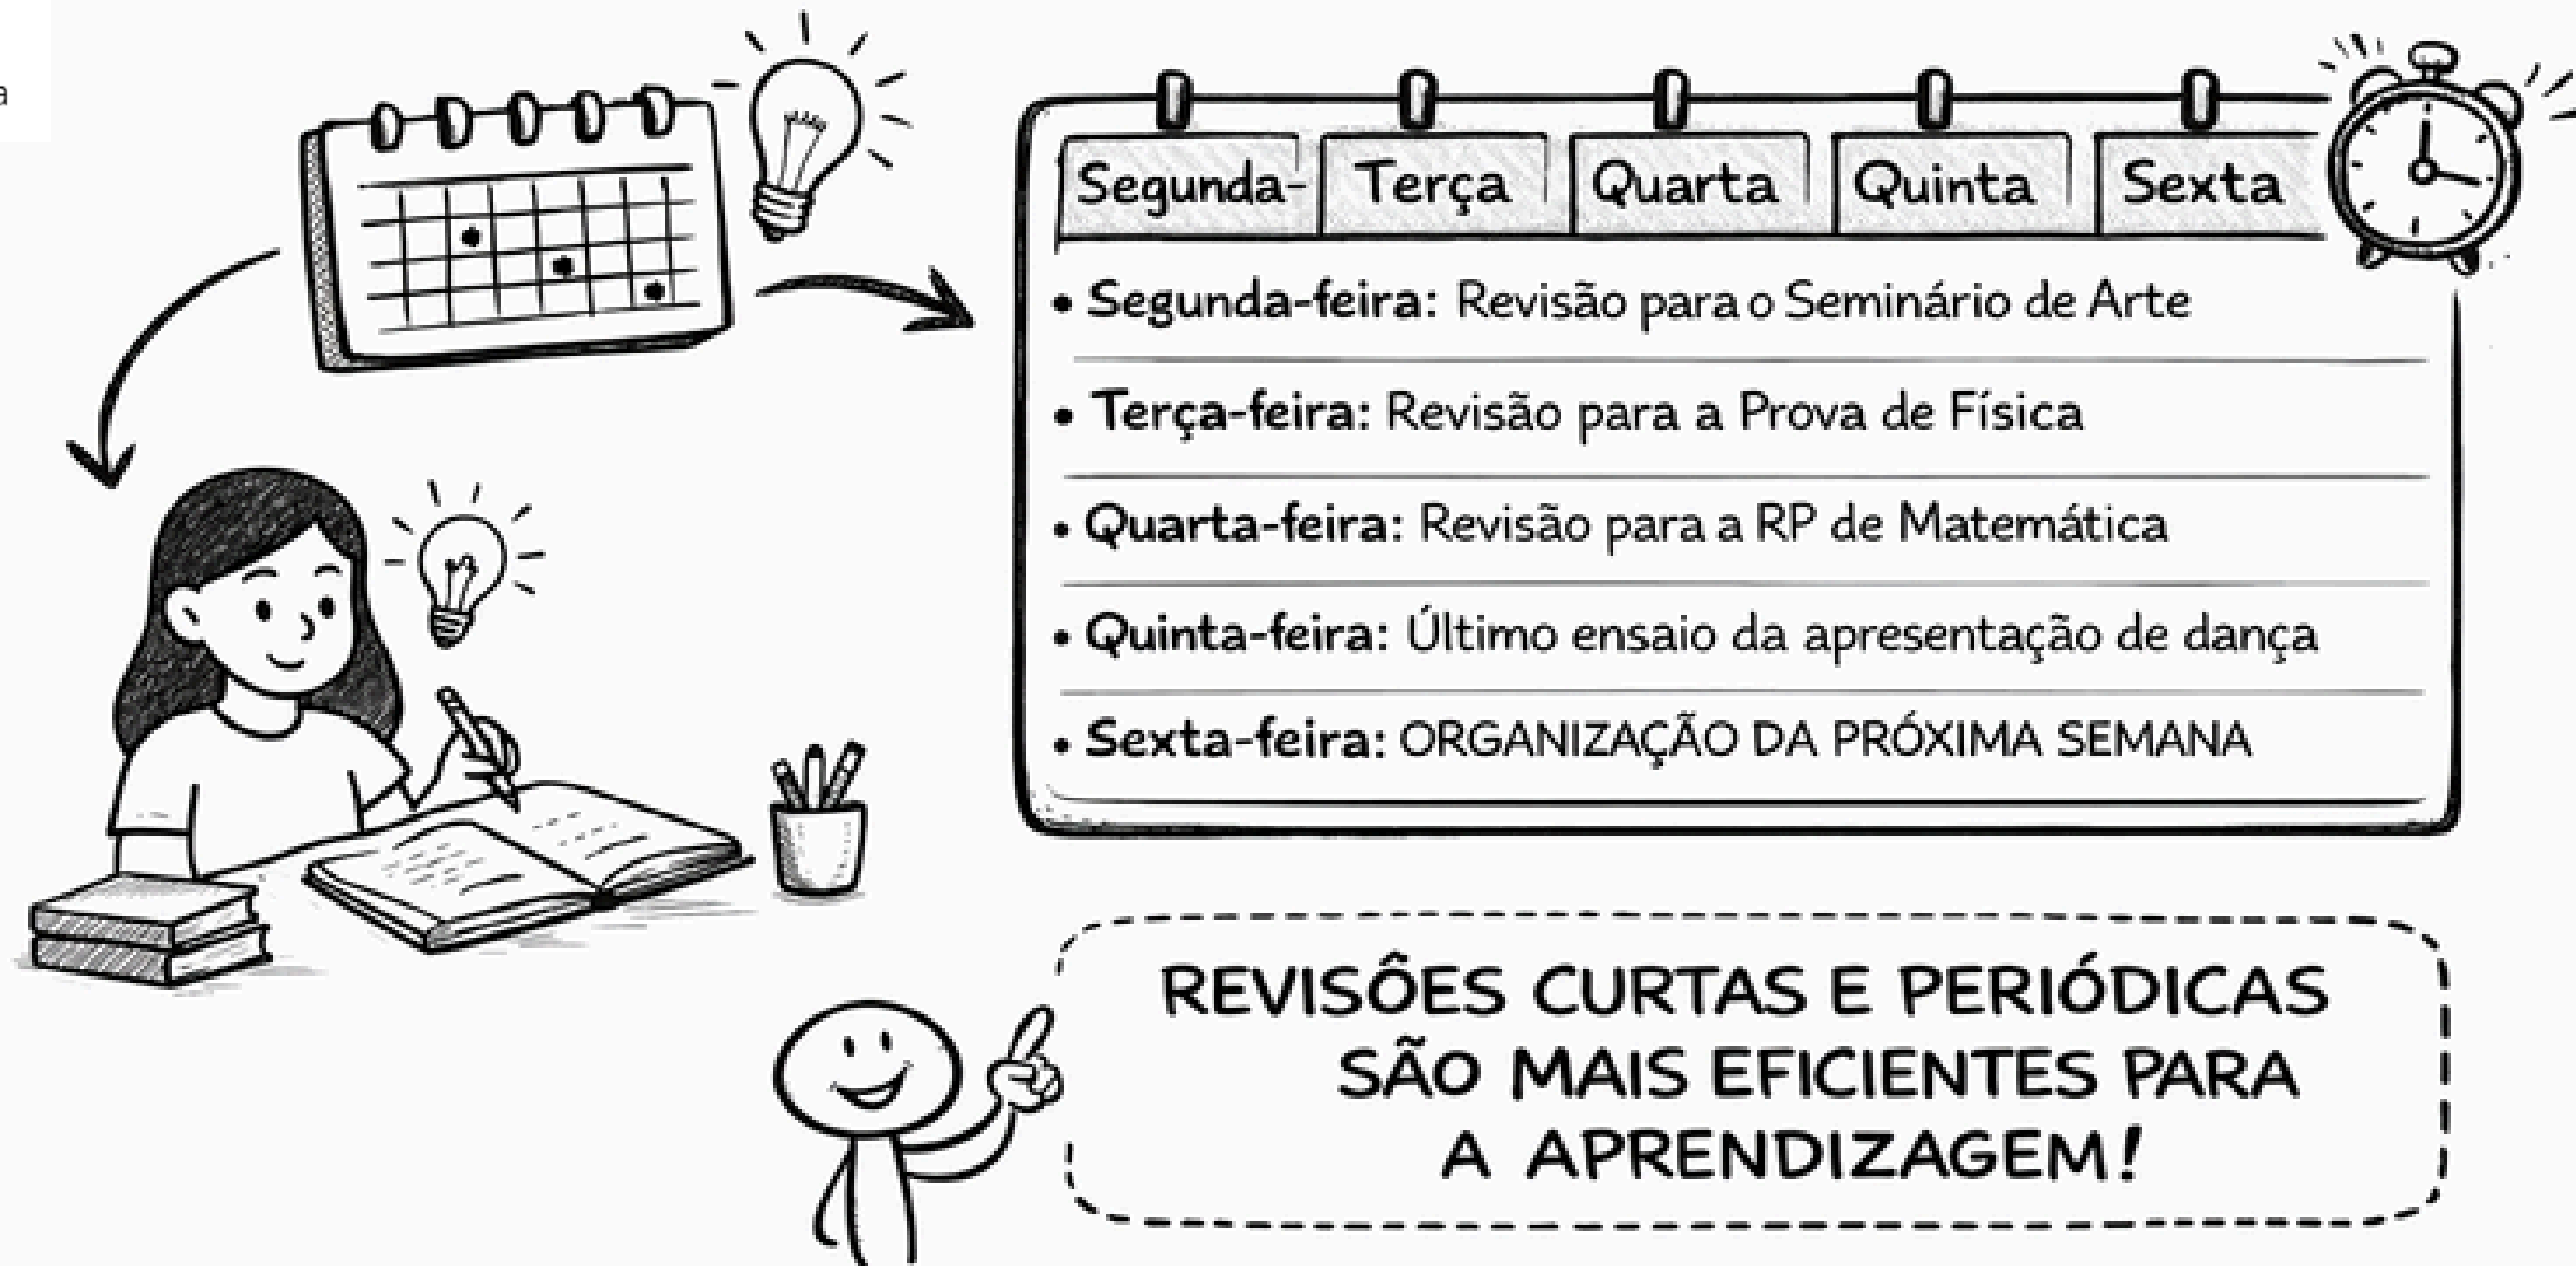 a
Segunda- Terça Quarta Quinta Sexta
• Segunda-feira: Revisão para o Seminário de Arte
• Terça-feira: Revisão para a Prova de Física
• Quarta-feira: Revisão para a RP de Matemática
• Quinta-feira: Último ensaio da apresentação de dança
• Sexta-feira: ORGANIZAÇÃO DA PRÓXIMA SEMANA
REVISÕES CURTAS E PERIÓDICAS
SÃO MAIS EFICIENTES PARA
A APRENDIZAGEM!